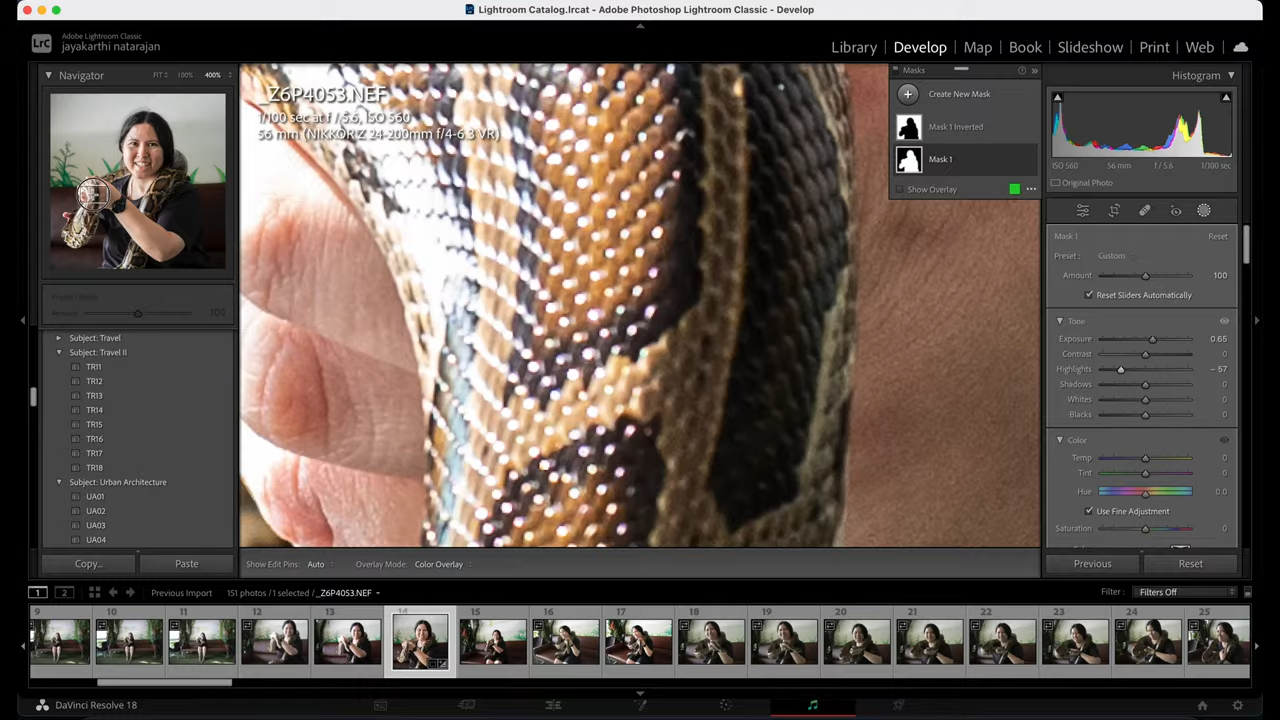 Lightroom Catalog.lrcat - Adobe Photoshop Lightroom Classic - Develop
LrC
Adobe Lightroom Classic
jayakarthi natarajan
Library | Develop | Map | Book | Slideshow | Print | Web
Navigator FIT 100% 400%
_Z6P4053.NEF
1/100 sec at f / 5.6, ISO 560
56 mm (NIKKOR Z 24-200mm f/4-6.3 VR)
Masks
Create New Mask
Mask 1 Inverted
Mask 1
Show Overlay
Histogram
ISO 560 56 mm f / 5.6 1/100 sec
Original Photo
Mask 1 Reset
Preset : Custom
Amount 100
Reset Sliders Automatically
Tone
Exposure 0.65
Contrast 0
Highlights – 57
Shadows 0
Whites 0
Blacks 0
Color
Temp 0
Tint 0
Hue 0.0
Use Fine Adjustment
Saturation 0
Amount 100
Subject: Travel
Subject: Travel II
TR11
TR12
TR13
TR14
TR15
TR16
TR17
TR18
Subject: Urban Architecture
UA01
UA02
UA03
UA04
Copy... Paste
Show Edit Pins: Auto Overlay Mode: Color Overlay
Previous Reset
1 2 Previous Import 151 photos / 1 selected / _Z6P4053.NEF Filter : Filters Off
9 10 11 12 13 14 15 16 17 18 19 20 21 22 23 24 25
DaVinci Resolve 18